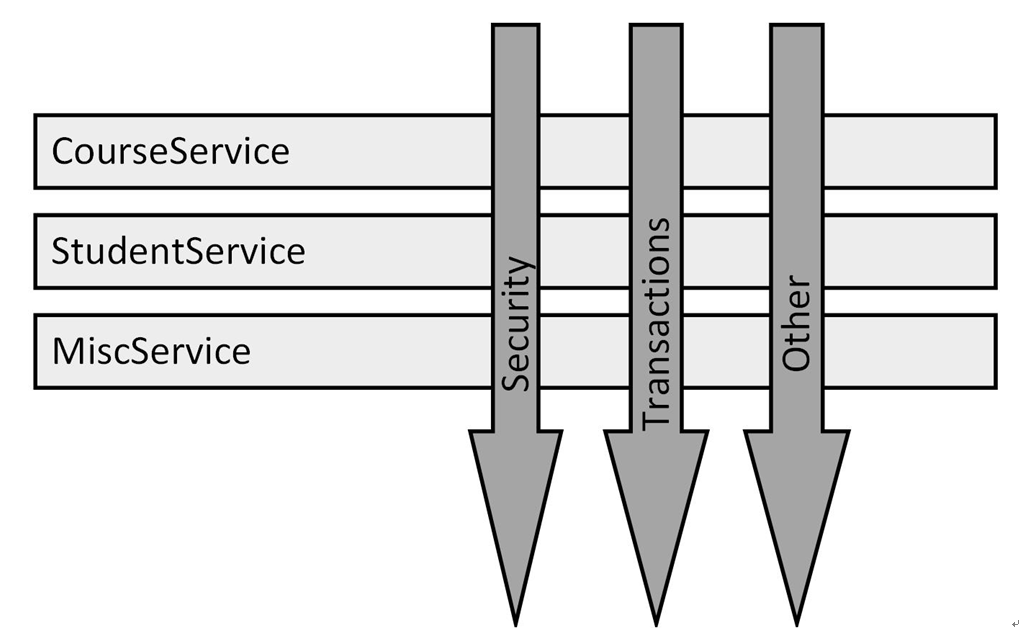 CourseService
StudentService
MiscService
Security
Transactions
Other